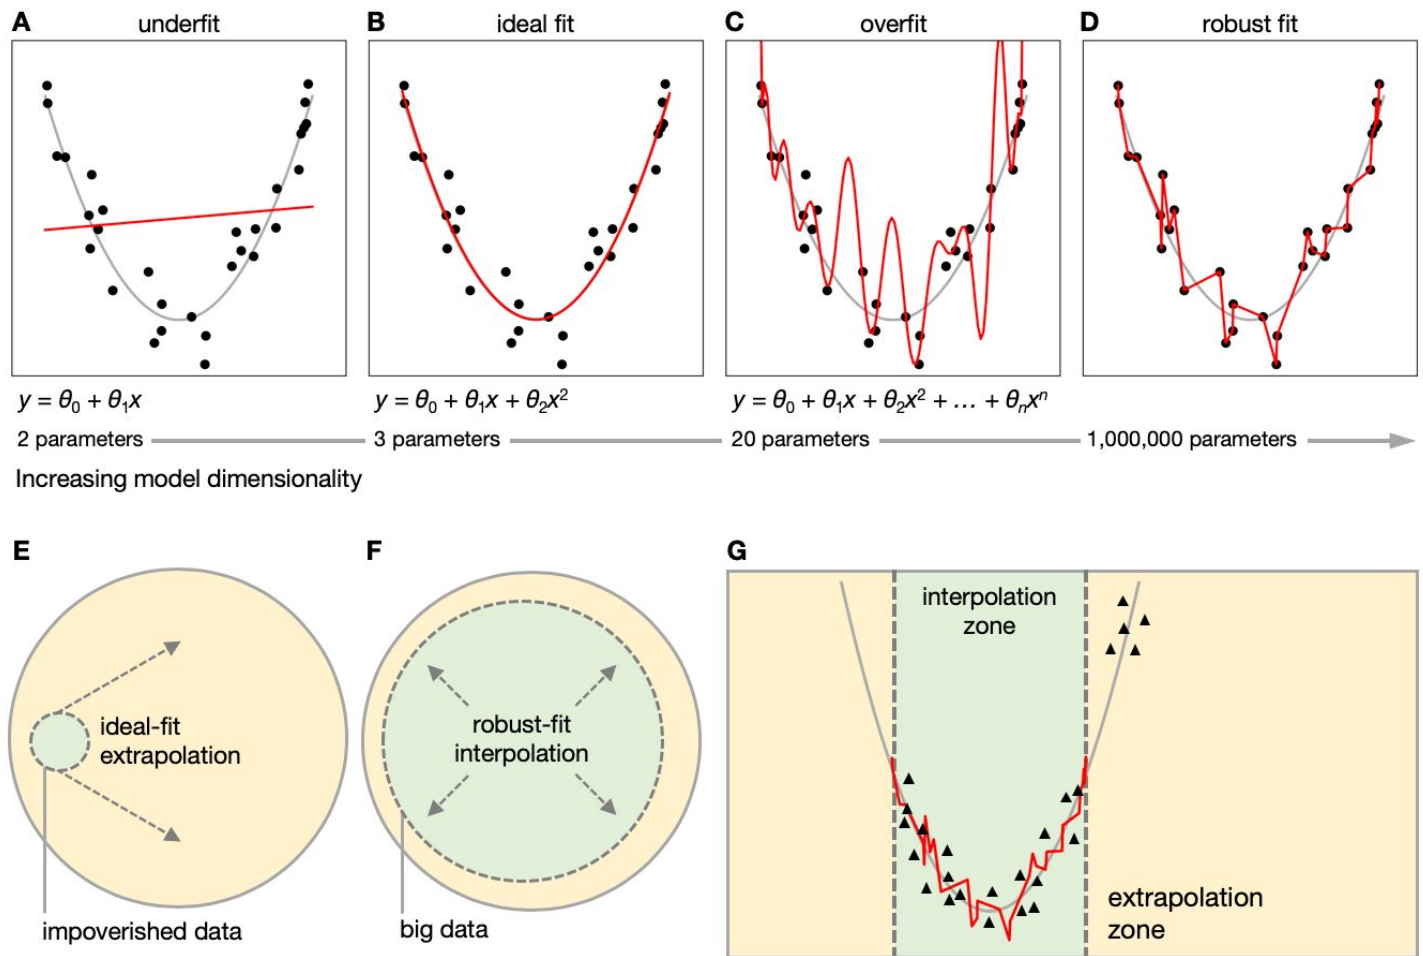 A
underfit
B
ideal fit
C
overfit
D
robust fit
y = θ₀ + θ₁x
y = θ₀ + θ₁x + θ₂x²
y = θ₀ + θ₁x + θ₂x² + … + θₙxⁿ
2 parameters
3 parameters
20 parameters
1,000,000 parameters
Increasing model dimensionality
E
ideal-fit
extrapolation
impoverished data
F
robust-fit
interpolation
big data
G
interpolation
zone
extrapolation
zone